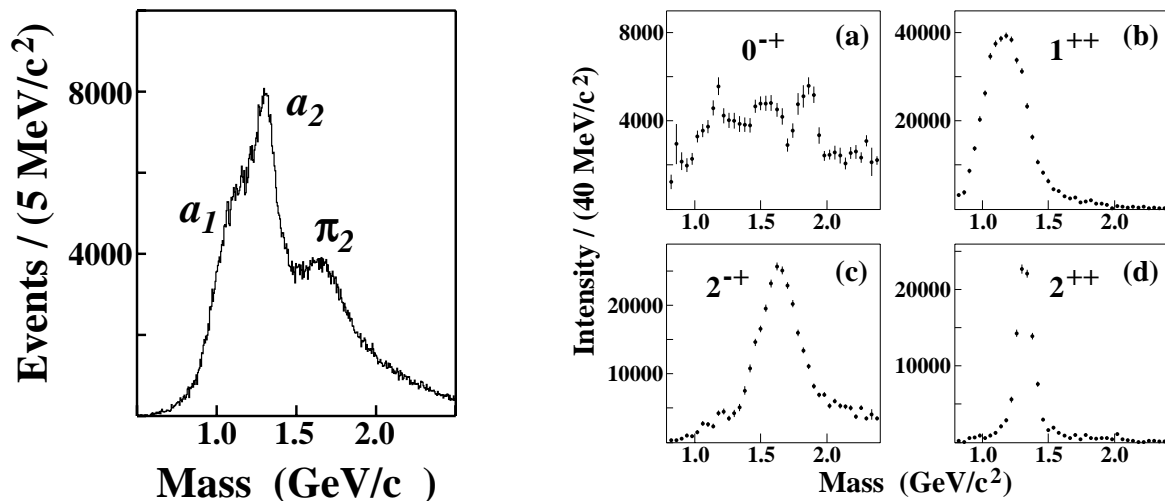 Events / (5 MeV/c²)
8000
4000
a₁
a₂
π₂
1.0 1.5 2.0
Mass (GeV/c )
Intensity / (40 MeV/c²)
8000
4000
0
0⁻⁺
(a)
1.0 1.5 2.0
40000
20000
0
1⁺⁺
(b)
1.0 1.5 2.0
20000
10000
2⁻⁺
(c)
1.0 1.5 2.0
20000
10000
2⁺⁺
(d)
1.0 1.5 2.0
Mass (GeV/c²)